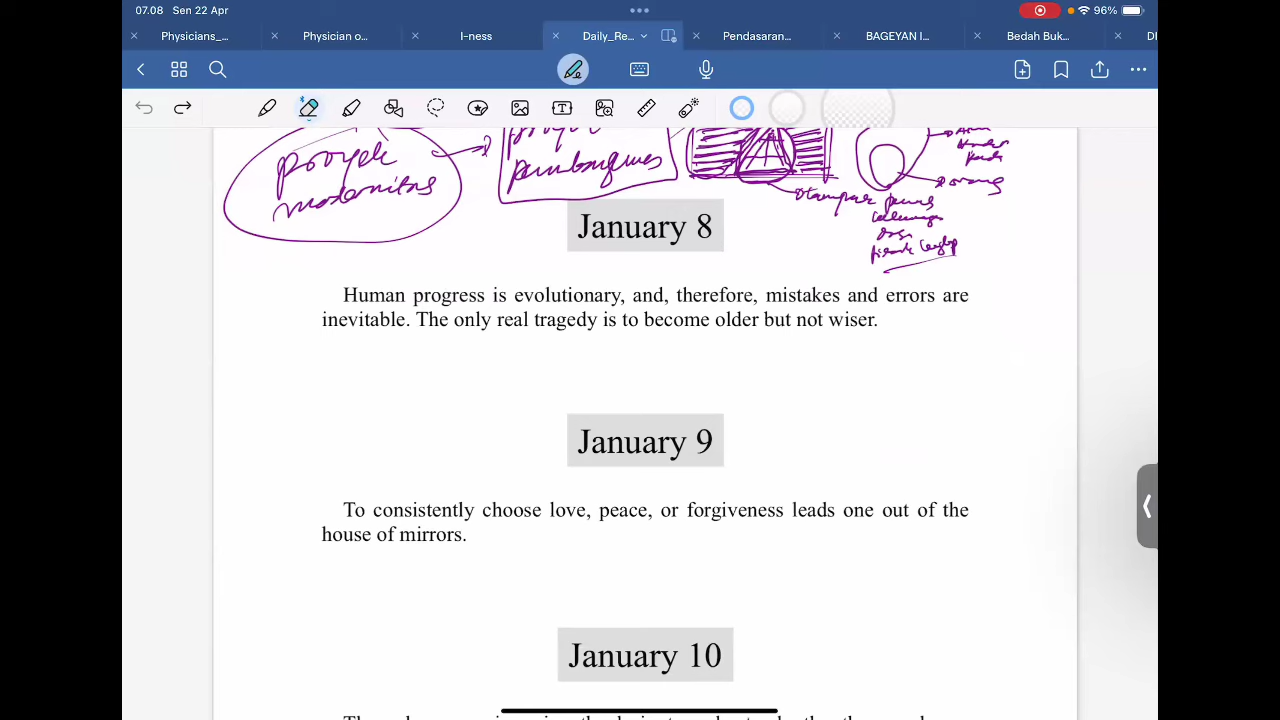 07.08 Sen 22 Apr
96%
Physicians_...
Physician o...
I-ness
Daily_Re...
Pendasaran...
BAGEYAN I...
Bedah Buk...
DI
proyek
modernitas
January 8
Human progress is evolutionary, and, therefore, mistakes and errors are
inevitable. The only real tragedy is to become older but not wiser.
January 9
To consistently choose love, peace, or forgiveness leads one out of the
house of mirrors.
January 10